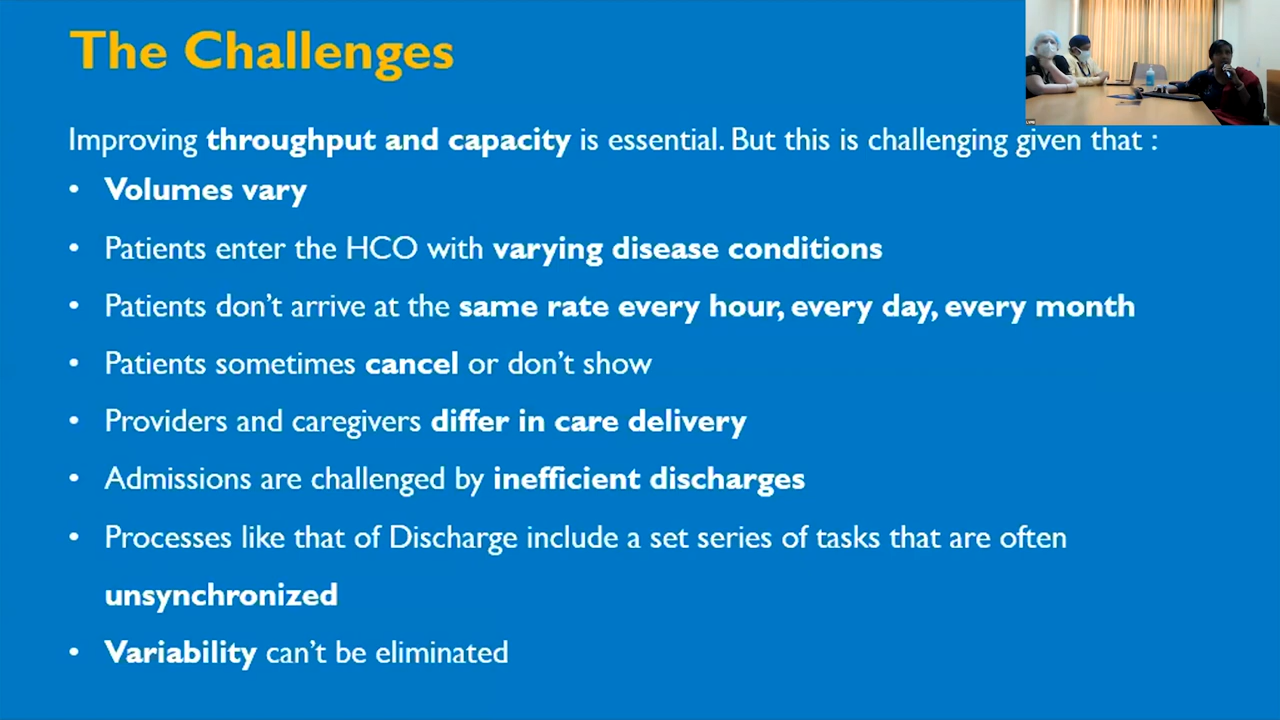 The Challenges
Improving throughput and capacity is essential. But this is challenging given that :
• Volumes vary
• Patients enter the HCO with varying disease conditions
• Patients don't arrive at the same rate every hour, every day, every month
• Patients sometimes cancel or don't show
• Providers and caregivers differ in care delivery
• Admissions are challenged by inefficient discharges
• Processes like that of Discharge include a set series of tasks that are often
unsynchronized
• Variability can't be eliminated